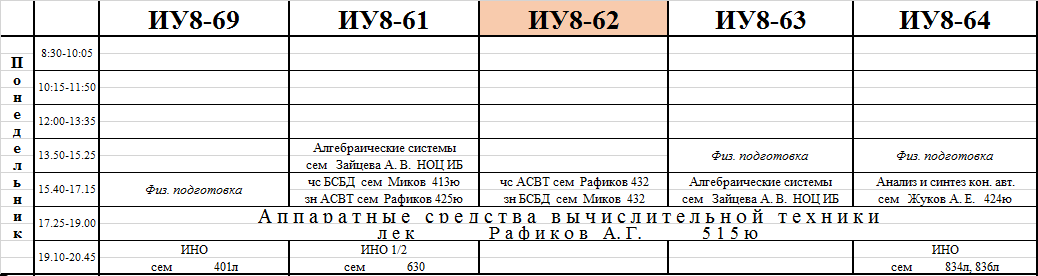 ИУ8-69 ИУ8-61 ИУ8-62 ИУ8-63 ИУ8-64
Понедельник
8:30-10:05
10:15-11:50
12:00-13:35
13.50-15.25
Алгебраические системы
сем Зайцева А. В. НОЦ ИБ
Физ. подготовка
Физ. подготовка
15.40-17.15
Физ. подготовка
чс БСБД сем Миков 413ю
зн АСВТ сем Рафиков 425ю
чс АСВТ сем Рафиков 432
зн БСБД сем Миков 432
Алгебраические системы
сем Зайцева А. В. НОЦ ИБ
Анализ и синтез кон. авт.
сем Жуков А. Е. 424ю
17.25-19.00
Аппаратные средства вычислительной техники
лек Рафиков А.Г. 515ю
19.10-20.45
ИНО
сем 401л
ИНО 1/2
сем 630
ИНО
сем 834л, 836л